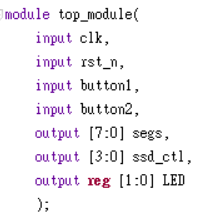 module top_module(
    input clk,
    input rst_n,
    input button1,
    input button2,
    output [7:0] segs,
    output [3:0] ssd_ctl,
    output reg [1:0] LED
    );